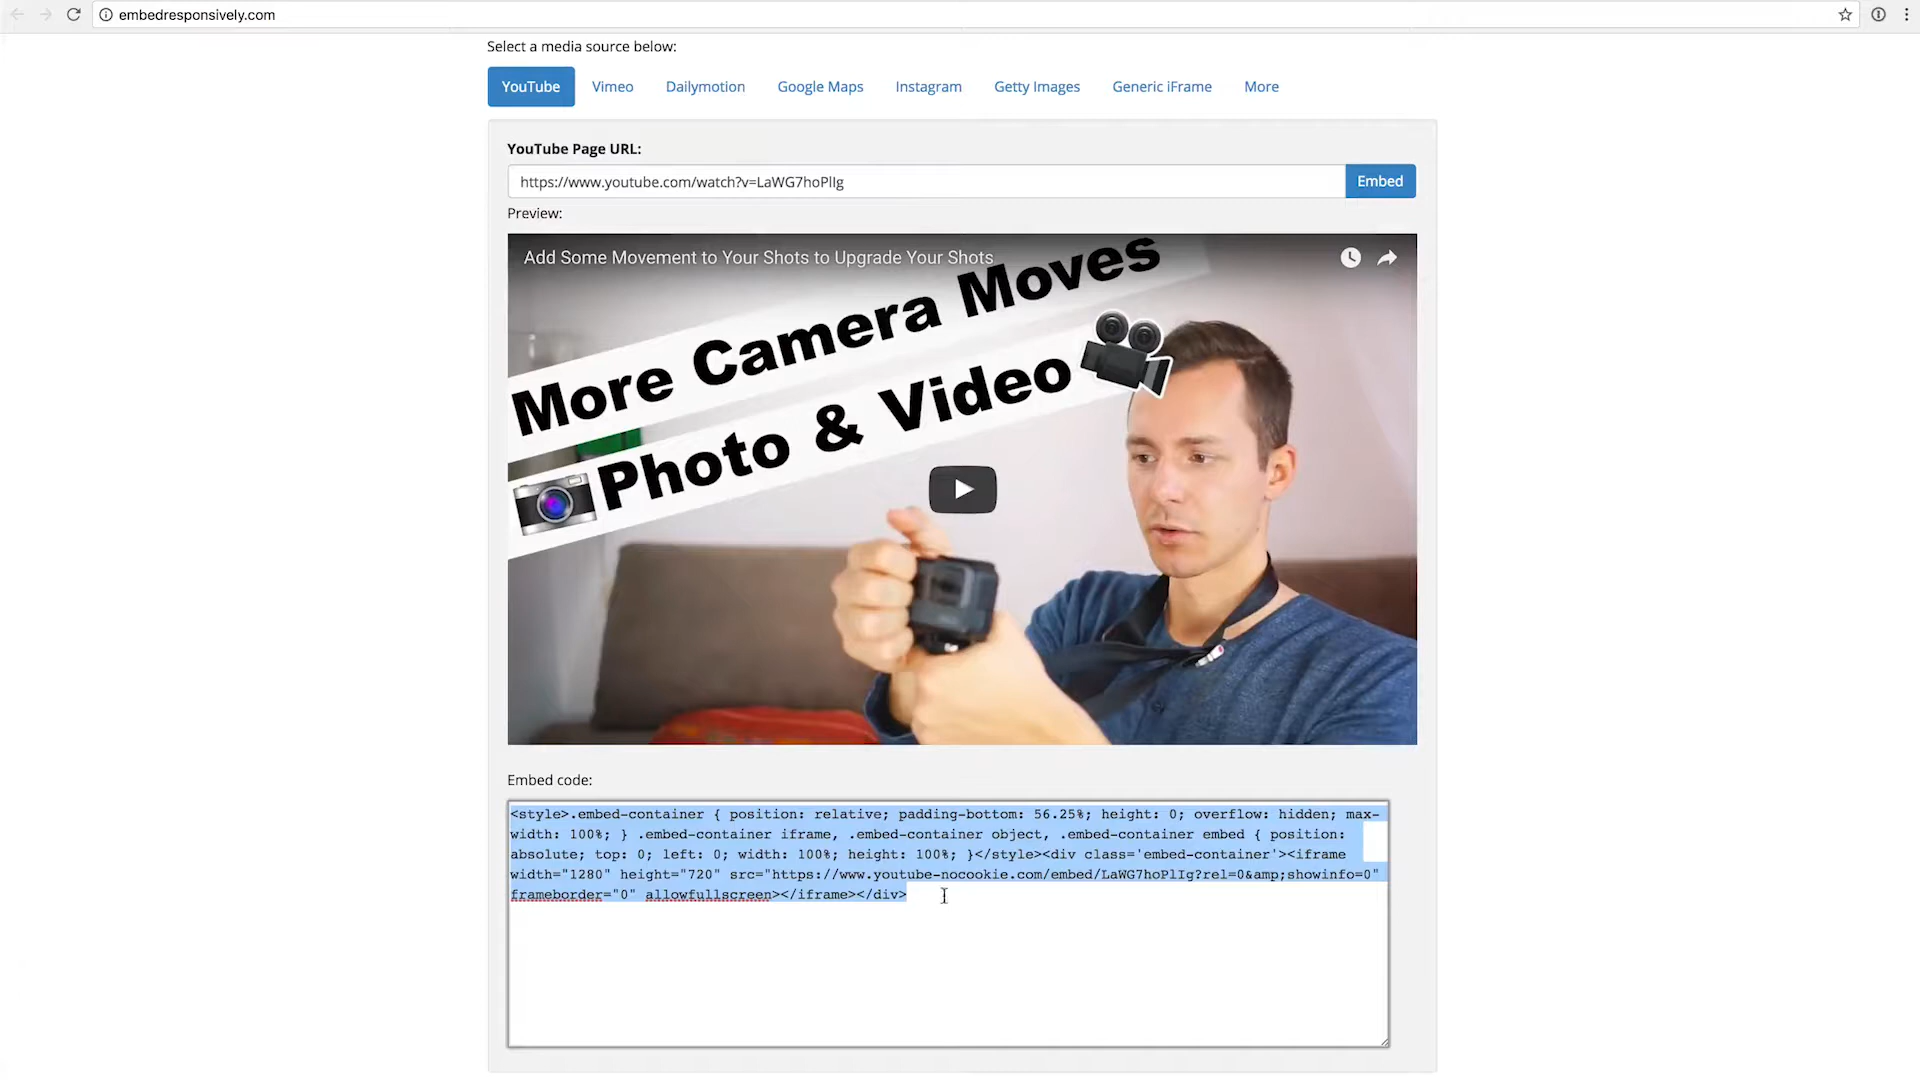 embedresponsively.com
Select a media source below:
YouTube Vimeo Dailymotion Google Maps Instagram Getty Images Generic iFrame More
YouTube Page URL:
https://www.youtube.com/watch?v=LaWG7hoPlIg Embed
Preview:
Add Some Movement to Your Shots to Upgrade Your Shots
More Camera Moves
Photo & Video
Embed code:
<style>.embed-container { position: relative; padding-bottom: 56.25%; height: 0; overflow: hidden; max-
width: 100%; } .embed-container iframe, .embed-container object, .embed-container embed { position:
absolute; top: 0; left: 0; width: 100%; height: 100%; }</style><div class='embed-container'><iframe
width="1280" height="720" src="https://www.youtube-nocookie.com/embed/LaWG7hoPlIg?rel=0&amp;showinfo=0"
frameborder="0" allowfullscreen></iframe></div>